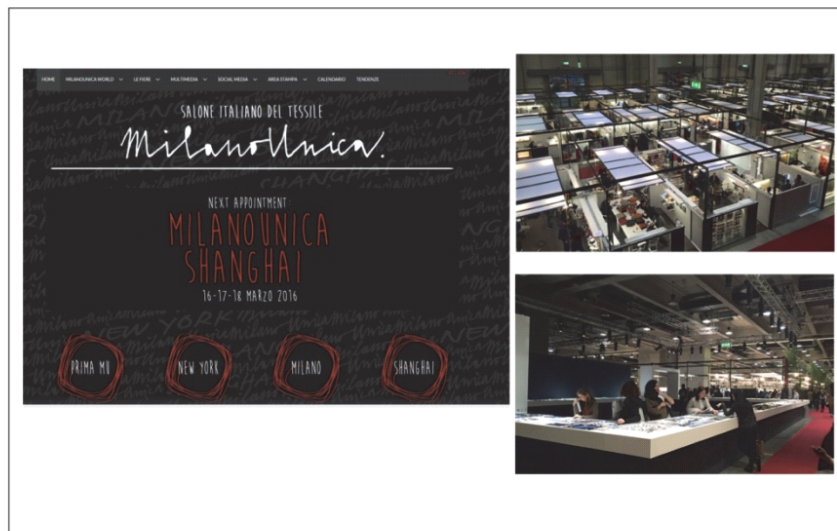 HOME MILANOUNICA WORLD LE FIERE MULTIMEDIA SOCIAL MEDIA AREA STAMPA CALENDARIO TENDENZE
SALONE ITALIANO DEL TESSILE
MilanoUnica.
NEXT APPOINTMENT:
MILANOUNICA
SHANGHAI
16-17-18 MARZO 2016
PRIMA MU NEW YORK MILANO SHANGHAI